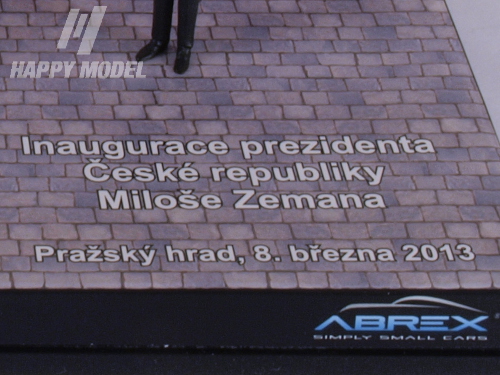 HAPPY MODEL
Inaugurace prezidenta
České republiky
Miloše Zemana
Pražský hrad, 8. března 2013
ABREX
SIMPLY SMALL CARS